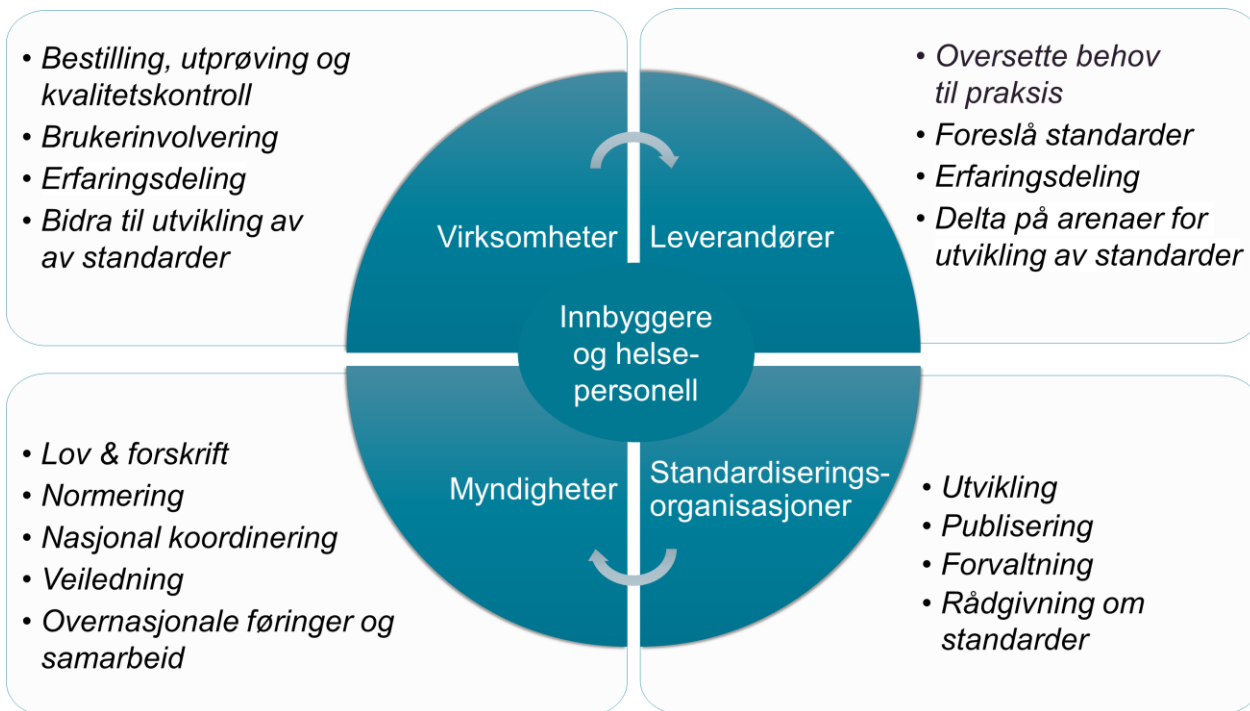 • Bestilling, utprøving og
kvalitetskontroll
• Brukerinvolvering
• Erfaringsdeling
• Bidra til utvikling av
av standarder
• Oversette behov
til praksis
• Foreslå standarder
• Erfaringsdeling
• Delta på arenaer for
utvikling av standarder
Virksomheter
Leverandører
Innbyggere
og helse-
personell
Myndigheter
Standardiserings-
organisasjoner
• Lov & forskrift
• Normering
• Nasjonal koordinering
• Veiledning
• Overnasjonale føringer og
samarbeid
• Utvikling
• Publisering
• Forvaltning
• Rådgivning om
standarder